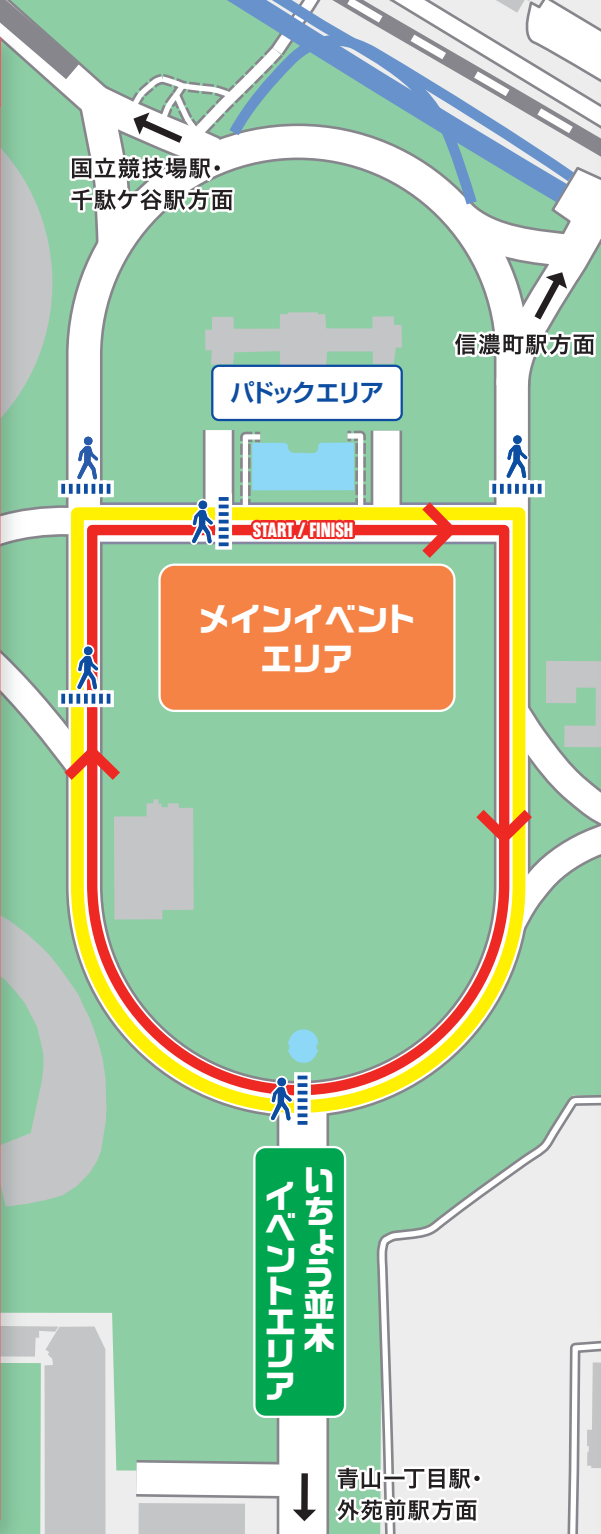 国立競技場駅・
千駄ケ谷駅方面
信濃町駅方面
パドックエリア
START / FINISH
メインイベント
エリア
いちょう並木
イベントエリア
青山一丁目駅・
外苑前駅方面